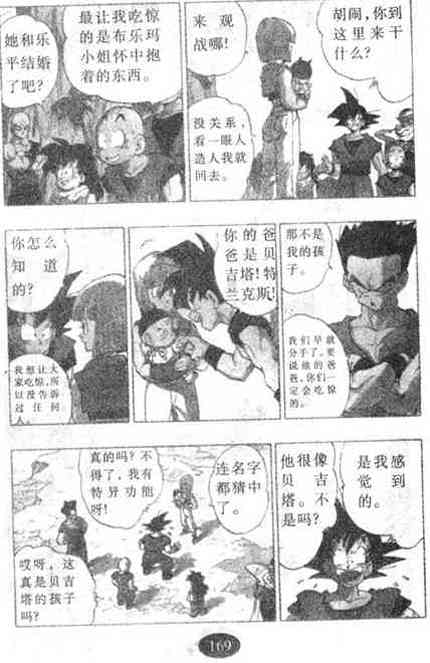 胡闹，你到
这里来干
什么？
来观
战哪！
没关系，
看一眼人
造人我就
回去。
最让我吃惊
的是布乐玛
小姐怀中抱
着的东西。
她和乐
平结婚
了吧？
那不是
我的孩
子。
我们早就
分手了，要
说他的爸
爸，你们一
定会吃惊
的。
你的爸
爸是贝
吉塔！特
兰克斯！
你怎么
知道
的？
我想让大
家吃惊，所
以没告诉
过任何
人。
是我感
觉到
的。
他很像
贝吉
塔。不
是吗？
连名字
都猜中
了。
真的吗？不
得了，我有
特异功能
呀！
哎呀，这
真是贝吉
塔的孩子
吗？
169